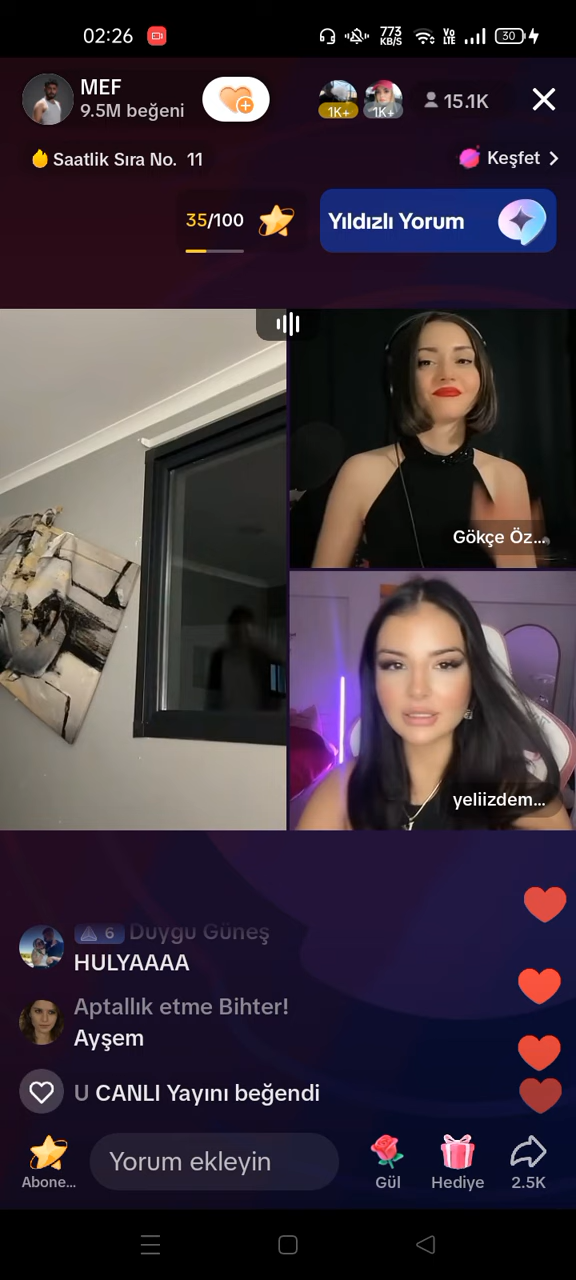 02:26
773
KB/S
Vo
LTE
30
MEF
9.5M beğeni
1K+
1K+
15.1K
Saatlik Sıra No. 11
Keşfet
35/100
Yıldızlı Yorum
Gökçe Öz...
yeliizdem...
6 Duygu Güneş
HULYAAAA
Aptallık etme Bihter!
Ayşem
U CANLI Yayını beğendi
Abone...
Yorum ekleyin
Gül
Hediye
2.5K